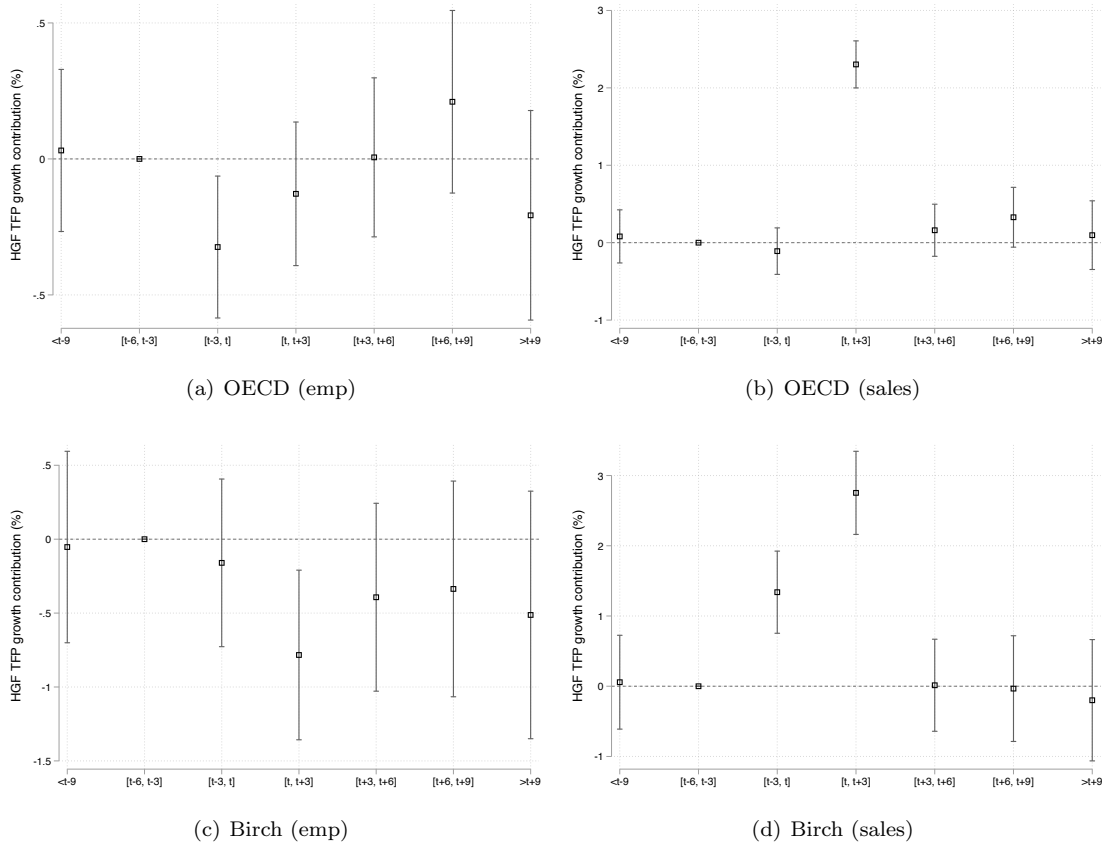 HGF TFP growth contribution (%)
.5
0
-.5
<t-9 [t-6, t-3] [t-3, t] [t, t+3] [t+3, t+6] [t+6, t+9] >t+9
(a) OECD (emp)
HGF TFP growth contribution (%)
3
2
1
0
-1
<t-9 [t-6, t-3] [t-3, t] [t, t+3] [t+3, t+6] [t+6, t+9] >t+9
(b) OECD (sales)
HGF TFP growth contribution (%)
.5
0
-.5
-1
-1.5
<t-9 [t-6, t-3] [t-3, t] [t, t+3] [t+3, t+6] [t+6, t+9] >t+9
(c) Birch (emp)
HGF TFP growth contribution (%)
3
2
1
0
-1
<t-9 [t-6, t-3] [t-3, t] [t, t+3] [t+3, t+6] [t+6, t+9] >t+9
(d) Birch (sales)